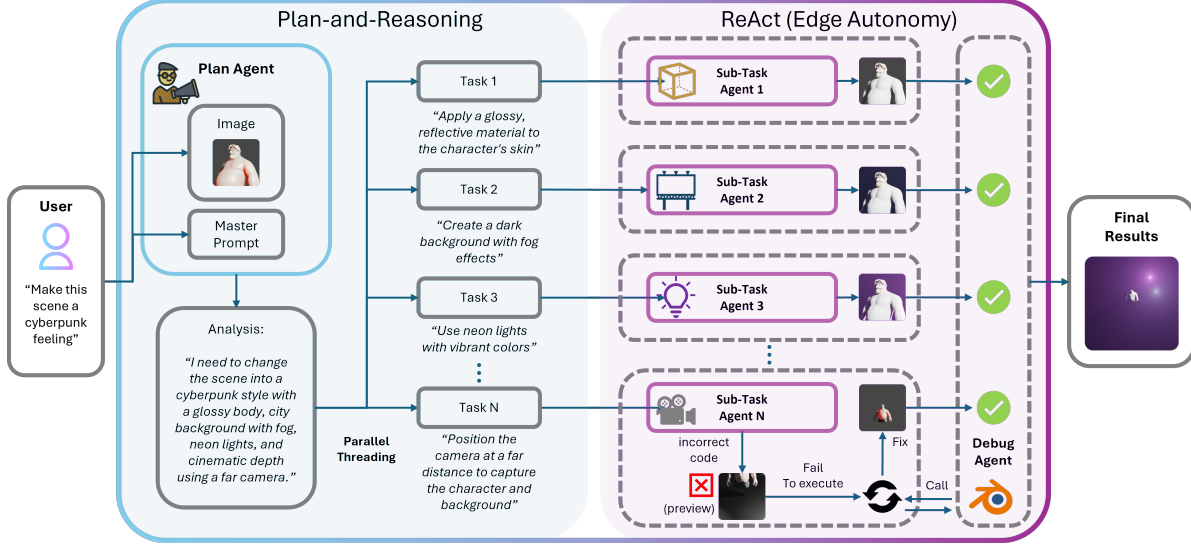 Plan-and-Reasoning
ReAct (Edge Autonomy)
User
“Make this
scene a
cyberpunk
feeling”
Plan Agent
Image
Master
Prompt
Analysis:
“I need to change
the scene into a
cyberpunk style with
a glossy body, city
background with fog,
neon lights, and
cinematic depth
using a far camera.”
Parallel
Threading
Task 1
“Apply a glossy,
reflective material to
the character's skin”
Task 2
“Create a dark
background with fog
effects”
Task 3
“Use neon lights
with vibrant colors”
Task N
“Position the
camera at a far
distance to capture
the character and
background”
Sub-Task
Agent 1
Sub-Task
Agent 2
Sub-Task
Agent 3
Sub-Task
Agent N
incorrect
code
(preview)
Fail
To execute
Fix
Call
Debug
Agent
Final
Results